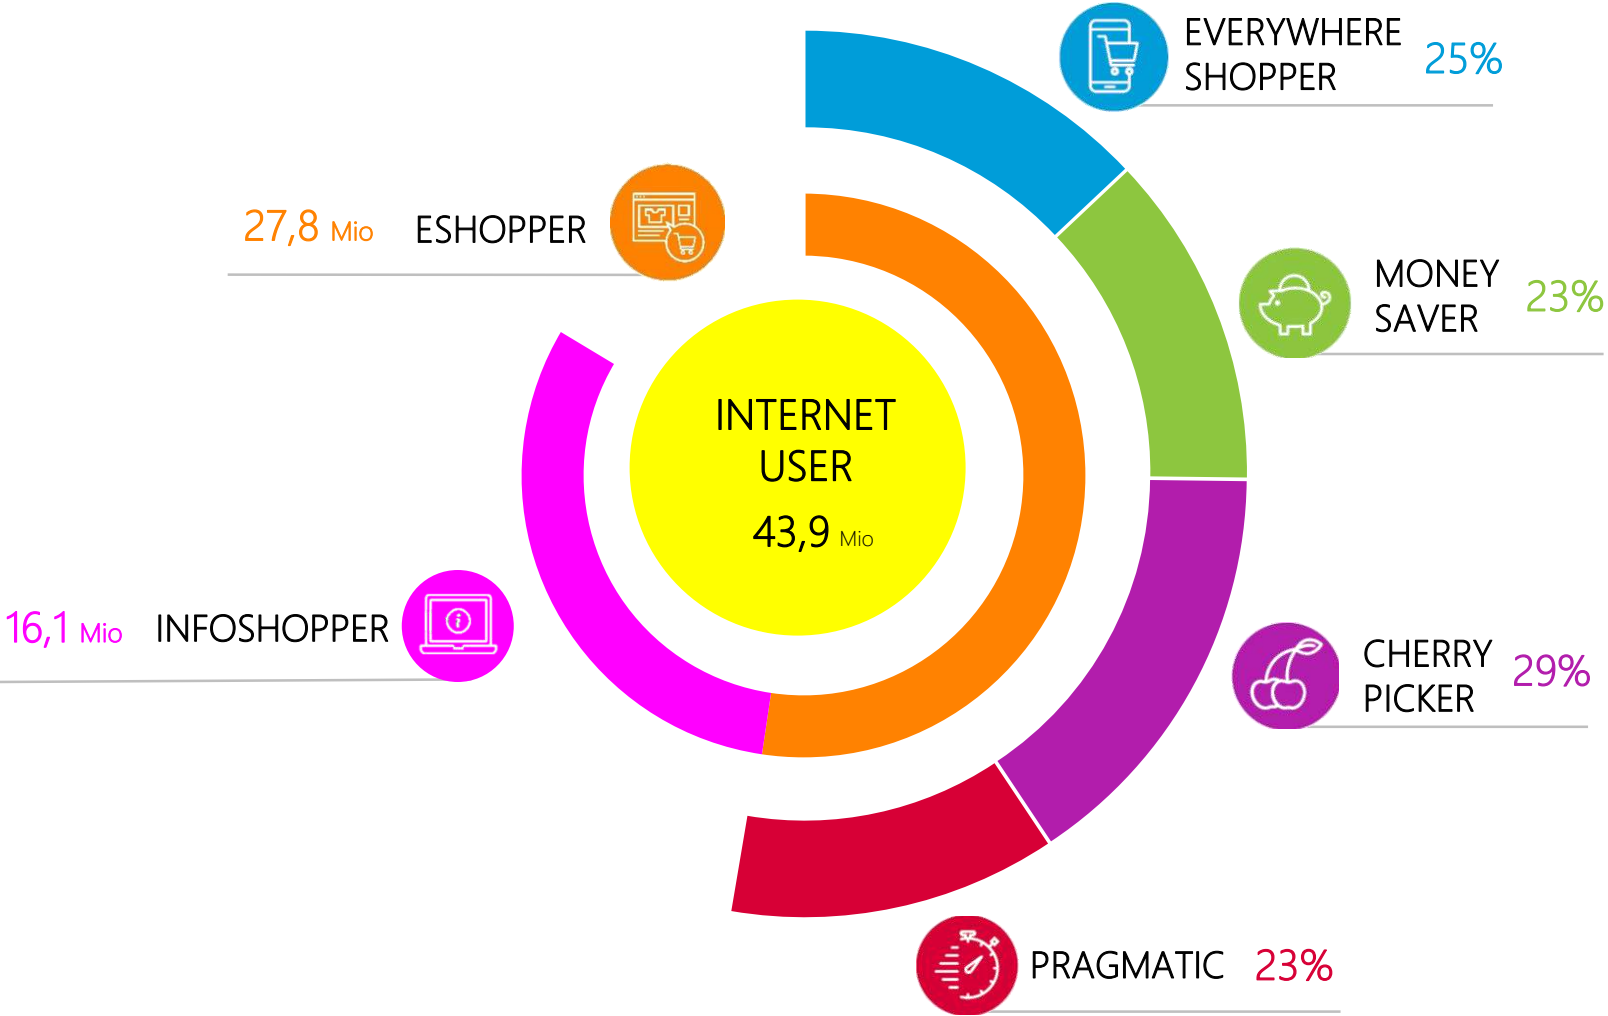 EVERYWHERE
SHOPPER
25%
27,8 Mio
ESHOPPER
MONEY
SAVER
23%
INTERNET
USER
43,9 Mio
16,1 Mio
INFOSHOPPER
CHERRY
PICKER
29%
PRAGMATIC
23%